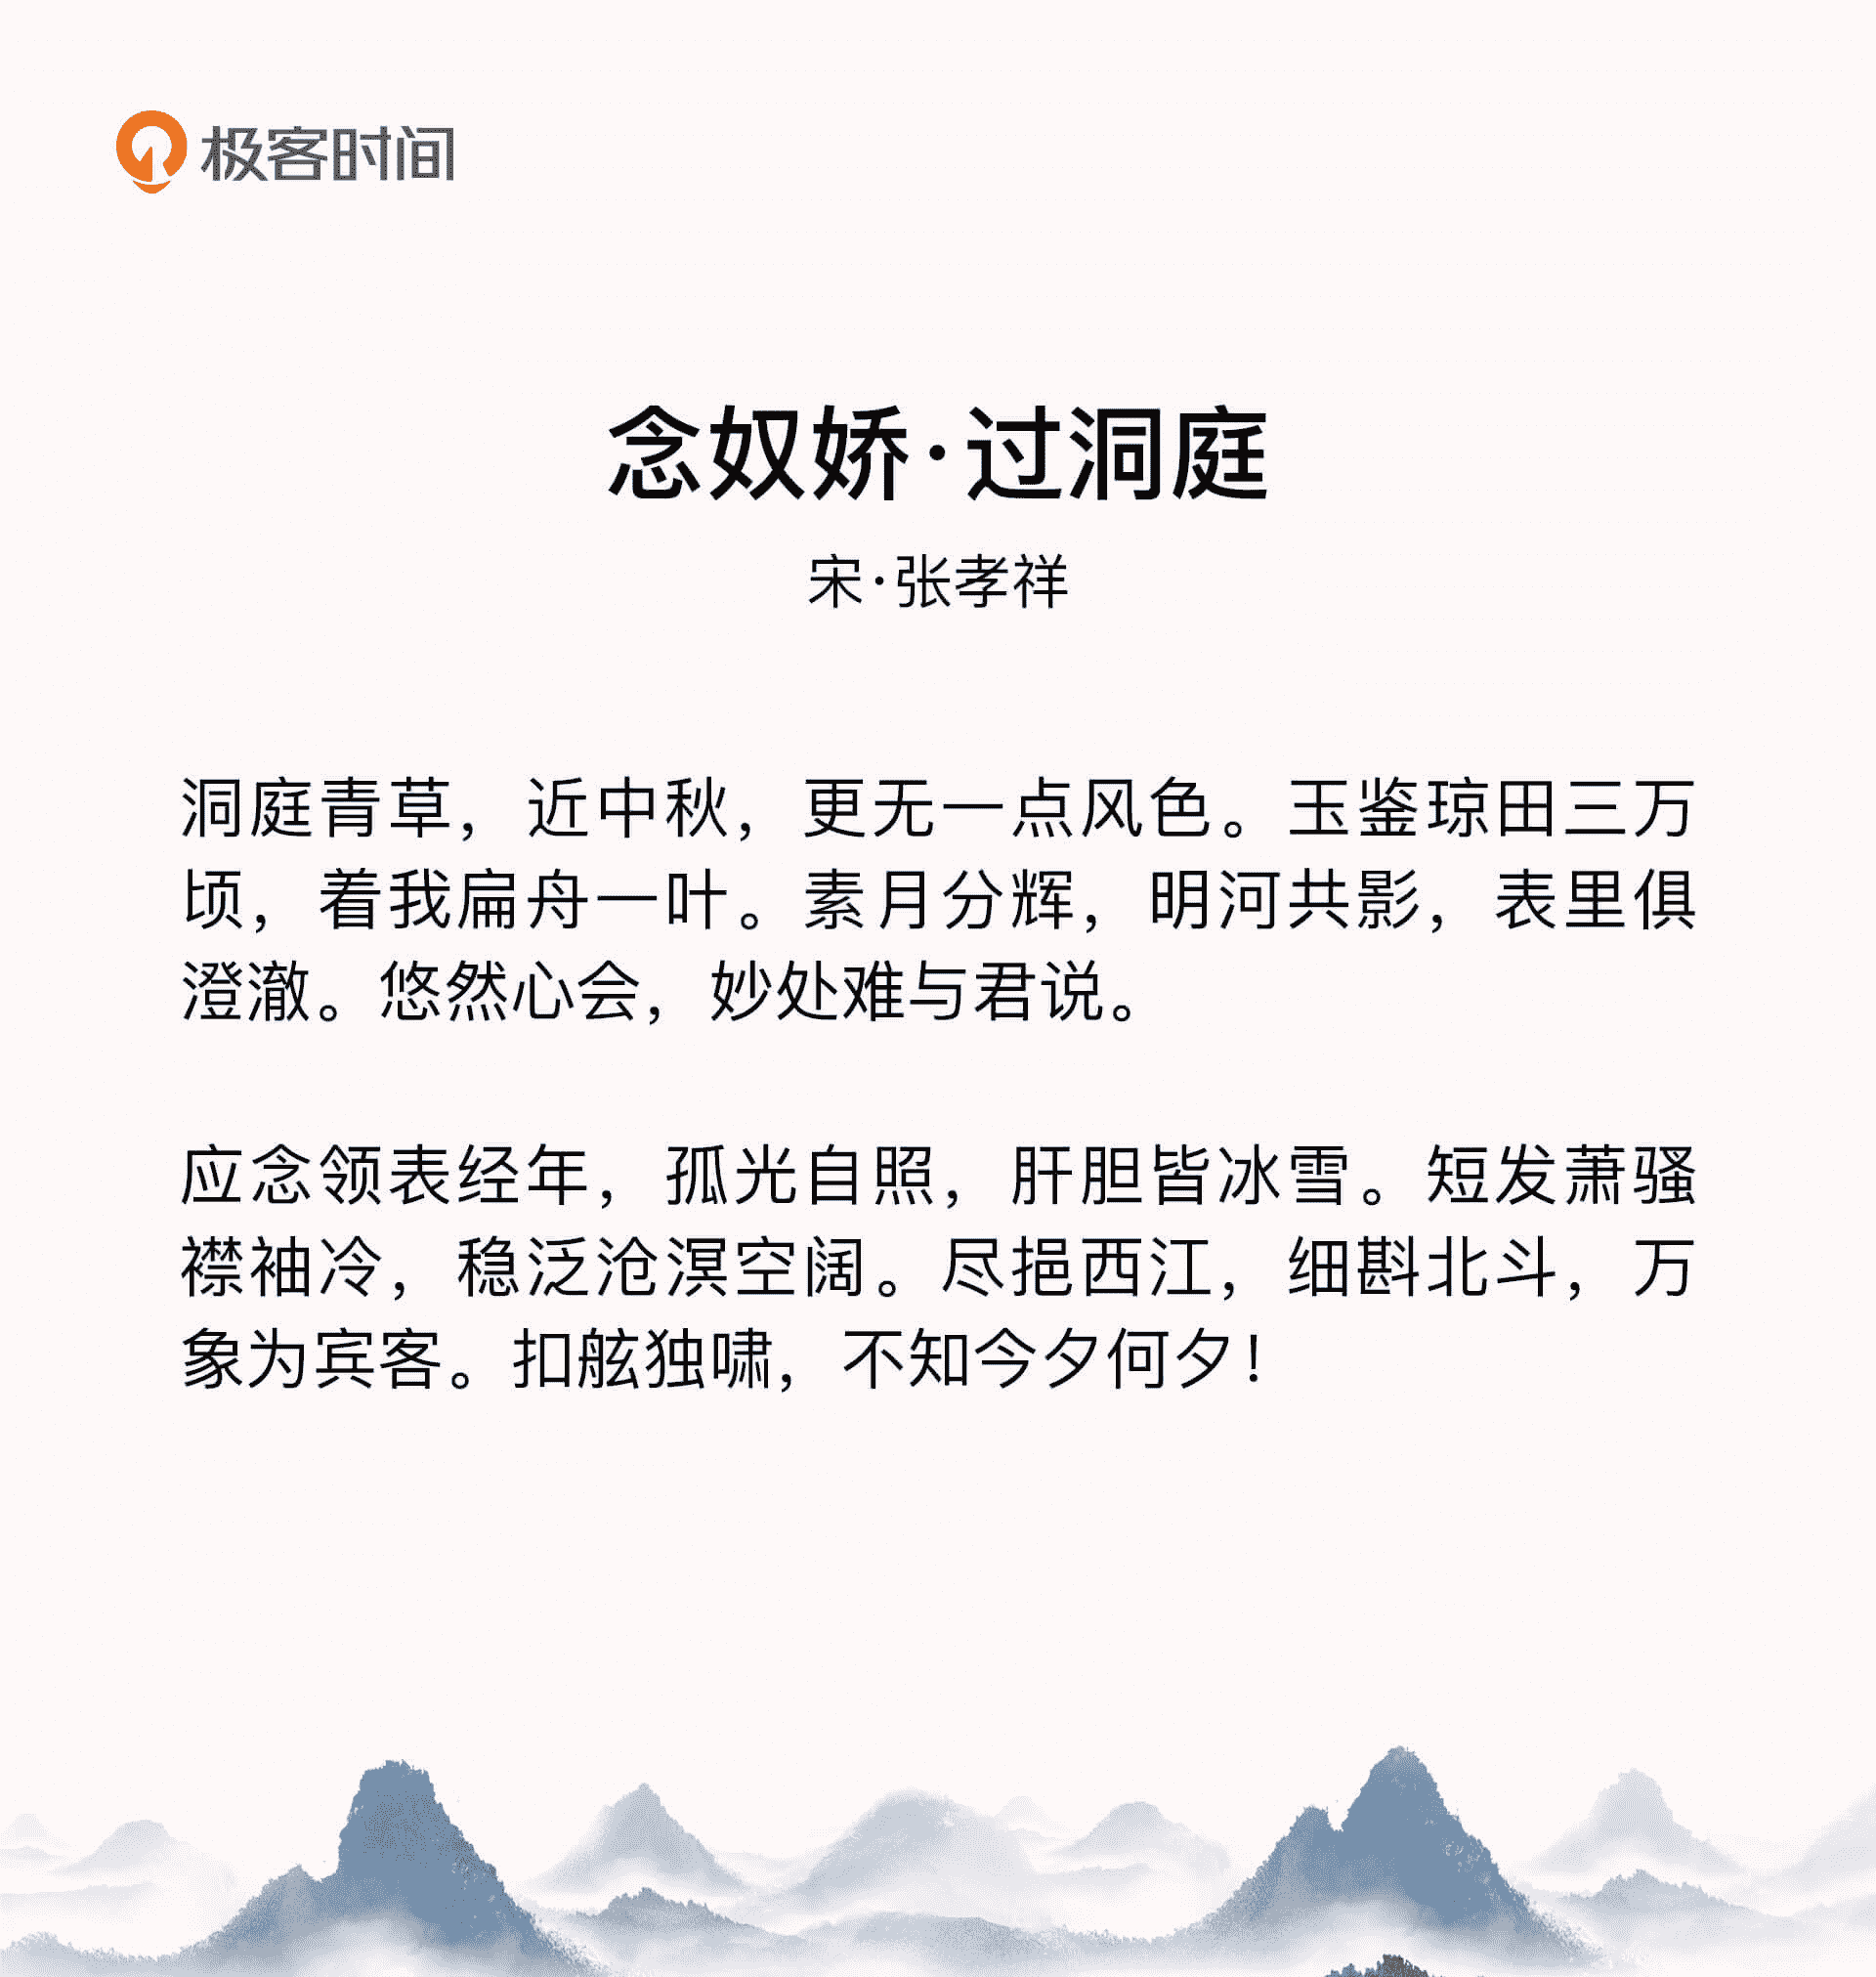 极客时间
念奴娇·过洞庭
宋·张孝祥
洞庭青草，近中秋，更无一点风色。玉鉴琼田三万
顷，着我扁舟一叶。素月分辉，明河共影，表里俱
澄澈。悠然心会，妙处难与君说。
应念领表经年，孤光自照，肝胆皆冰雪。短发萧骚
襟袖冷，稳泛沧溟空阔。尽挹西江，细斟北斗，万
象为宾客。扣舷独啸，不知今夕何夕！